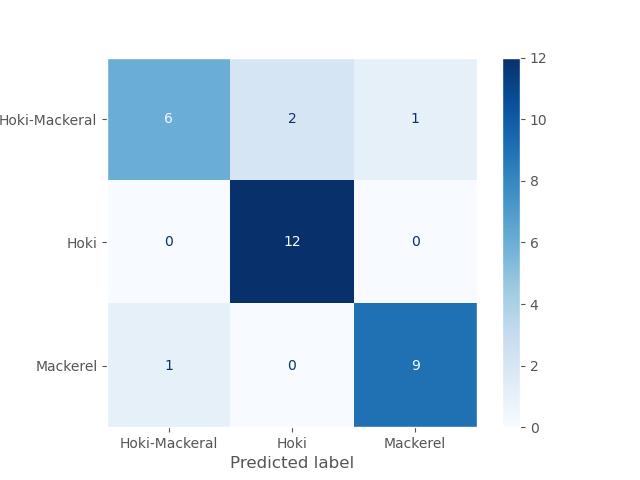 Hoki-Mackeral 6 2 1
Hoki 0 12 0
Mackerel 1 0 9
Hoki-Mackeral Hoki Mackerel
Predicted label
12
10
8
6
4
2
0